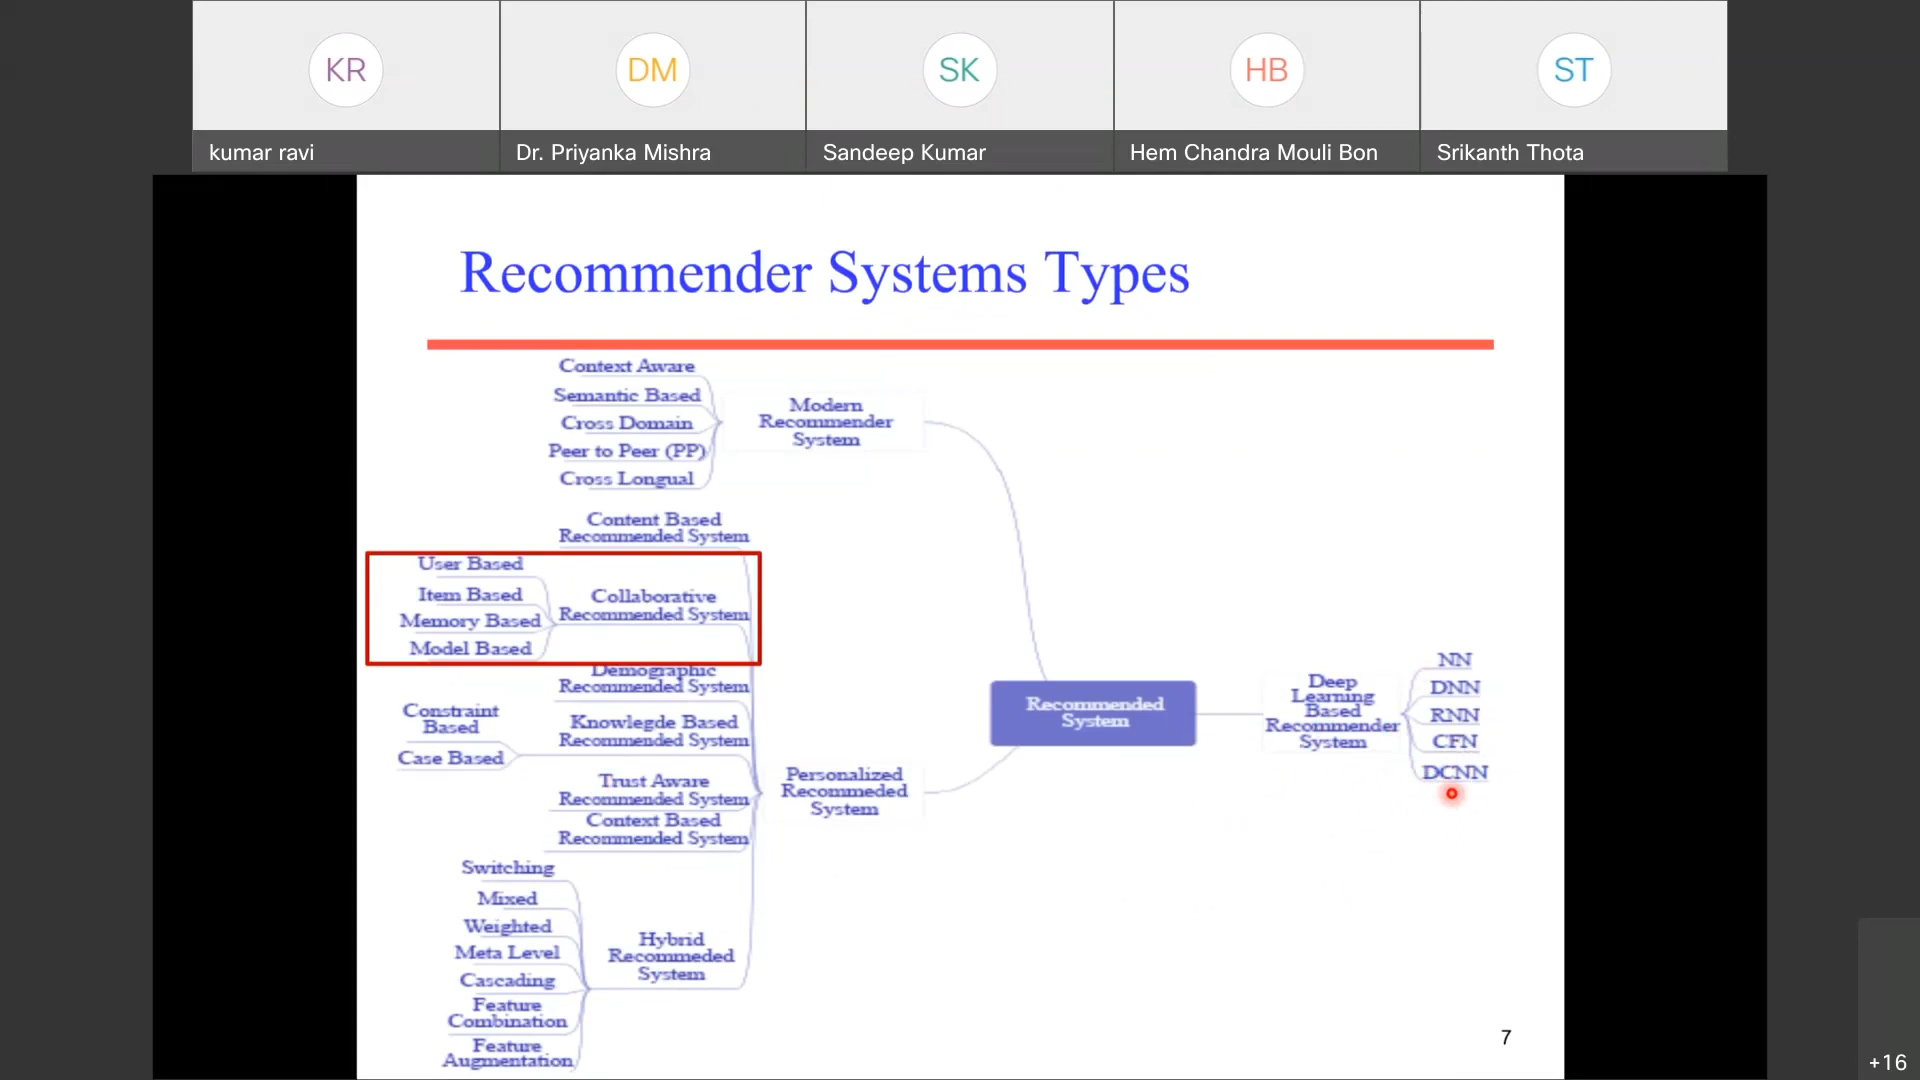 KR
DM
SK
HB
ST
kumar ravi
Dr. Priyanka Mishra
Sandeep Kumar
Hem Chandra Mouli Bon
Srikanth Thota
Recommender Systems Types
Context Aware
Semantic Based
Cross Domain
Peer to Peer (PP)
Cross Longual
Modern
Recommender
System
Content Based
Recommended System
User Based
Item Based
Memory Based
Model Based
Collaborative
Recommended System
Demographic
Recommended System
Constraint
Based
Case Based
Knowlegde Based
Recommended System
Trust Aware
Recommended System
Context Based
Recommended System
Personalized
Recommeded
System
Switching
Mixed
Weighted
Meta Level
Cascading
Feature
Combination
Feature
Augmentation
Hybrid
Recommeded
System
Recommended
System
Deep
Learning
Based
Recommender
System
NN
DNN
RNN
CFN
DCNN
7
+16